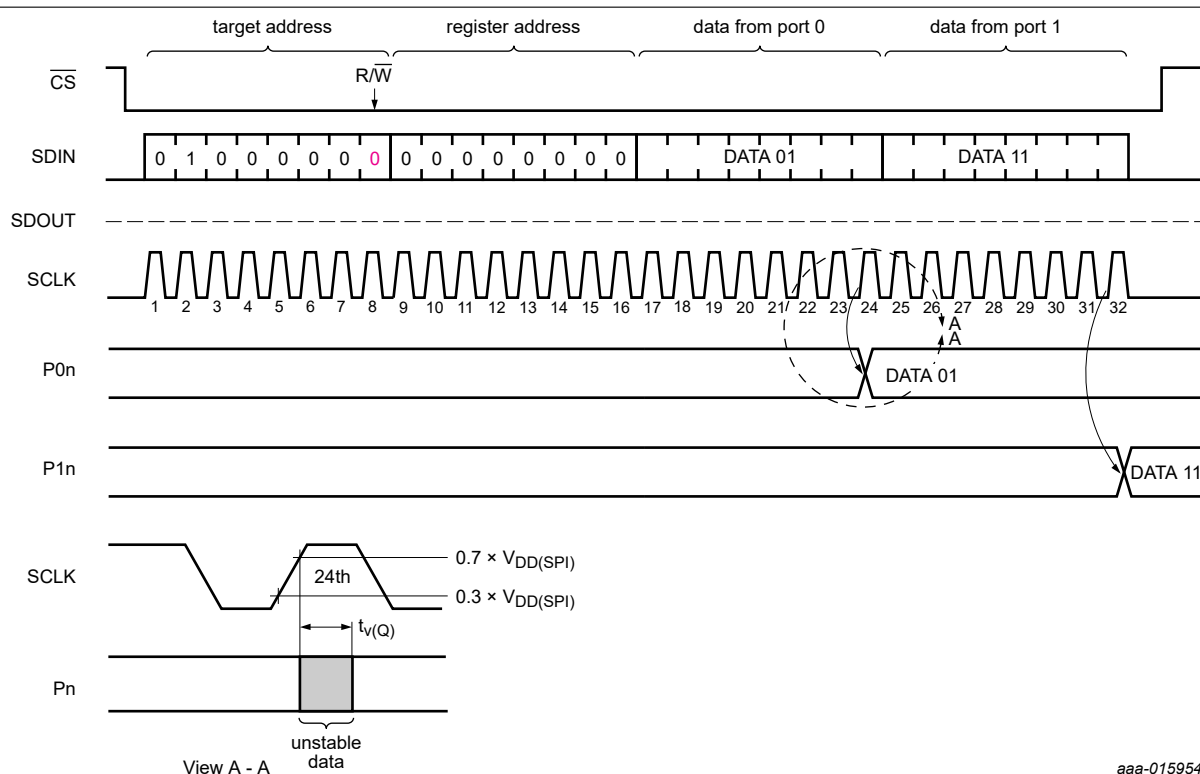 target address register address data from port 0 data from port 1
CS R/W
SDIN 0 1 0 0 0 0 0 0 0 0 0 0 0 0 0 0 DATA 01 DATA 11
SDOUT
SCLK
1 2 3 4 5 6 7 8 9 10 11 12 13 14 15 16 17 18 19 20 21 22 23 24 25 26 27 28 29 30 31 32
A
A
P0n DATA 01
P1n DATA 11
0.7 × VDD(SPI)
SCLK 24th
0.3 × VDD(SPI)
tv(Q)
Pn
unstable
data
View A - A aaa-015954